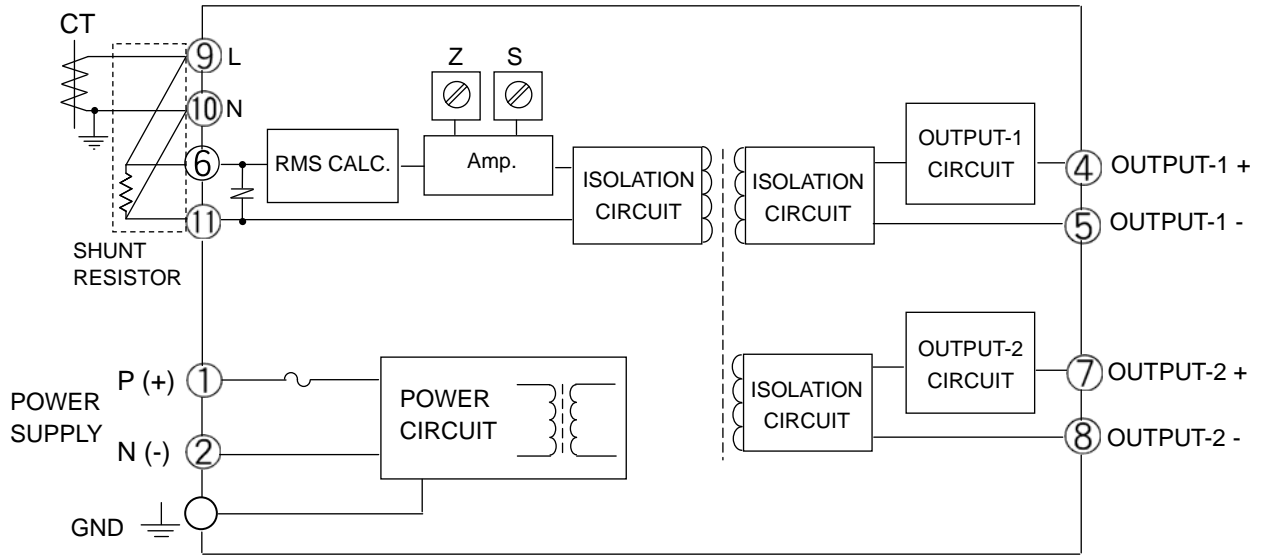 CT
9 L
10 N
6
11
SHUNT
RESISTOR
RMS CALC.
Z
S
Amp.
ISOLATION
CIRCUIT
ISOLATION
CIRCUIT
OUTPUT-1
CIRCUIT
4 OUTPUT-1 +
5 OUTPUT-1 -
POWER
SUPPLY
P (+) 1
N (-) 2
GND
POWER
CIRCUIT
ISOLATION
CIRCUIT
OUTPUT-2
CIRCUIT
7 OUTPUT-2 +
8 OUTPUT-2 -